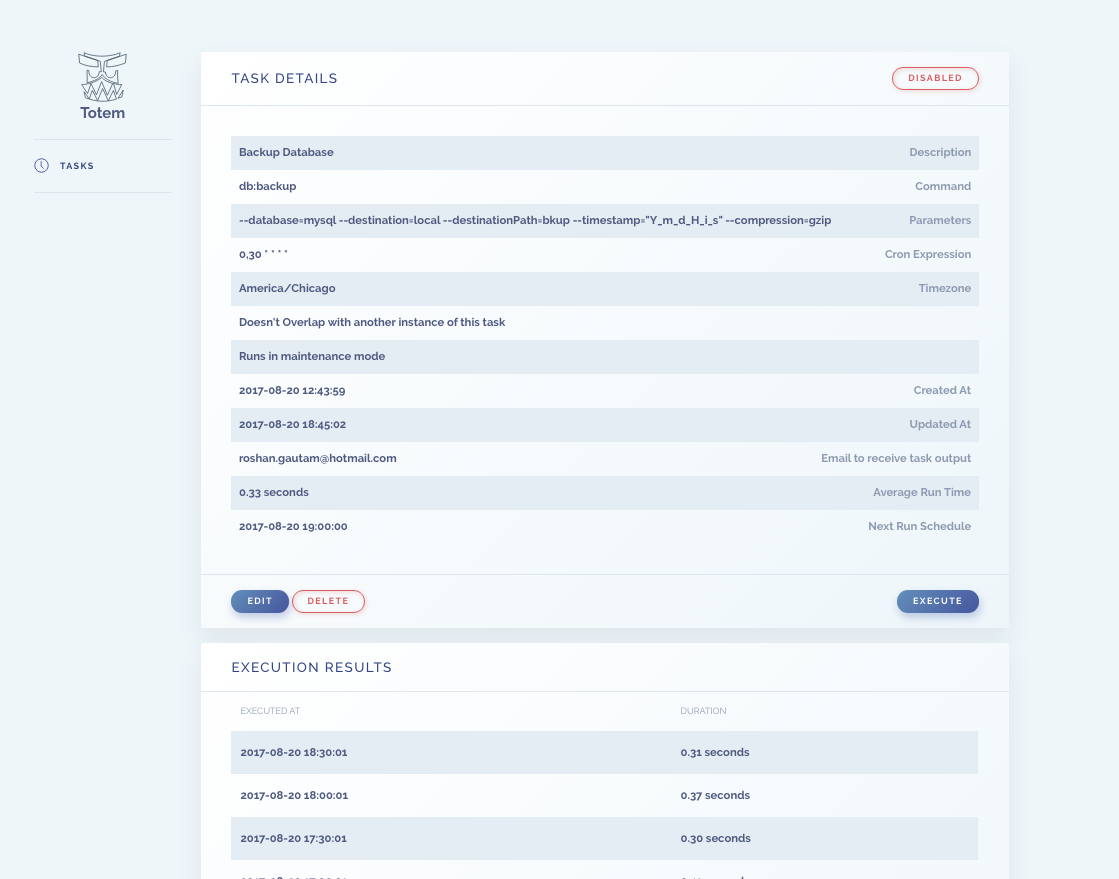 Totem
TASKS
TASK DETAILS DISABLED
Backup Database Description
db:backup Command
--database=mysql --destination=local --destinationPath=bkup --timestamp="Y_m_d_H_i_s" --compression=gzip Parameters
0,30 * * * * Cron Expression
America/Chicago Timezone
Doesn't Overlap with another instance of this task
Runs in maintenance mode
2017-08-20 12:43:59 Created At
2017-08-20 18:45:02 Updated At
roshan.gautam@hotmail.com Email to receive task output
0.33 seconds Average Run Time
2017-08-20 19:00:00 Next Run Schedule
EDIT DELETE EXECUTE
EXECUTION RESULTS
EXECUTED AT DURATION
2017-08-20 18:30:01 0.31 seconds
2017-08-20 18:00:01 0.37 seconds
2017-08-20 17:30:01 0.30 seconds